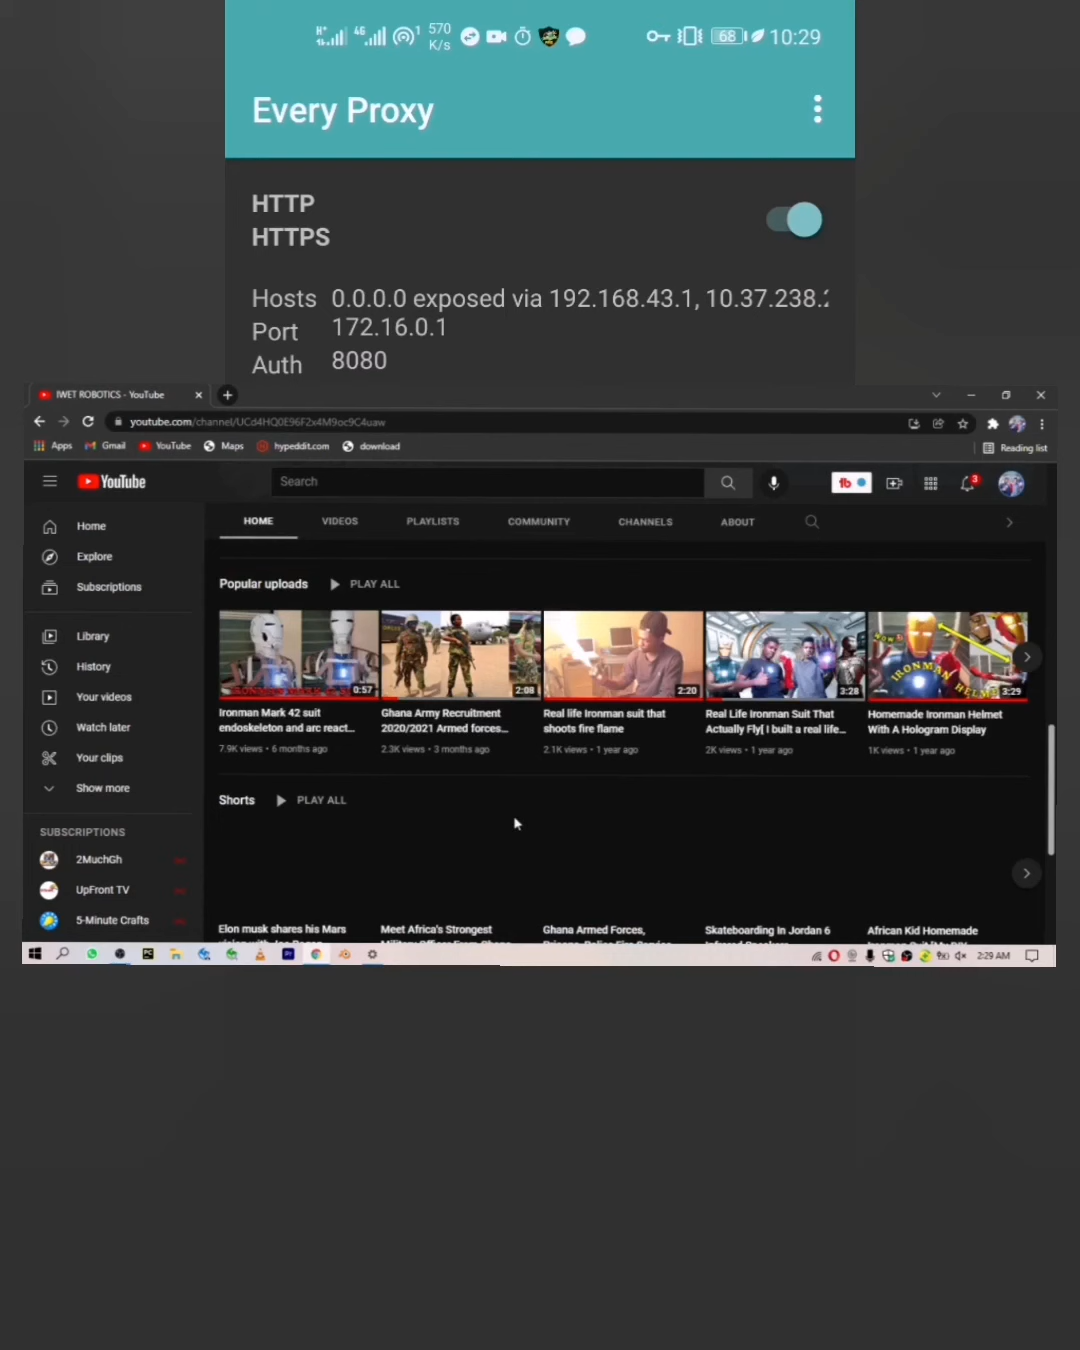 H+ 4G 1 570 K/s 68 10:29
Every Proxy
HTTP
HTTPS
Hosts 0.0.0.0 exposed via 192.168.43.1, 10.37.238.
Port 172.16.0.1
Auth 8080
IWET ROBOTICS - YouTube
youtube.com/channel/UCd4HQ0E96F2x4M9oc9C4uaw
Apps Gmail YouTube Maps hypeddit.com download Reading list
YouTube Search 3
HOME VIDEOS PLAYLISTS COMMUNITY CHANNELS ABOUT
Home
Explore
Subscriptions
Library
History
Your videos
Watch later
Your clips
Show more
SUBSCRIPTIONS
2MuchGh
UpFront TV
5-Minute Crafts
Popular uploads PLAY ALL
0:57 2:08 2:20 3:28 3:29
IRONMAN HELMET
Ironman Mark 42 suit
endoskeleton and arc react...
7.9K views • 6 months ago
Ghana Army Recruitment
2020/2021 Armed forces...
2.3K views • 3 months ago
Real life Ironman suit that
shoots fire flame
2.1K views • 1 year ago
Real Life Ironman Suit That
Actually Fly[ I built a real life...
2K views • 1 year ago
Homemade Ironman Helmet
With A Hologram Display
1K views • 1 year ago
Shorts PLAY ALL
Elon musk shares his Mars
Meet Africa's Strongest
Ghana Armed Forces,
Skateboarding In Jordan 6
African Kid Homemade
2:29 AM